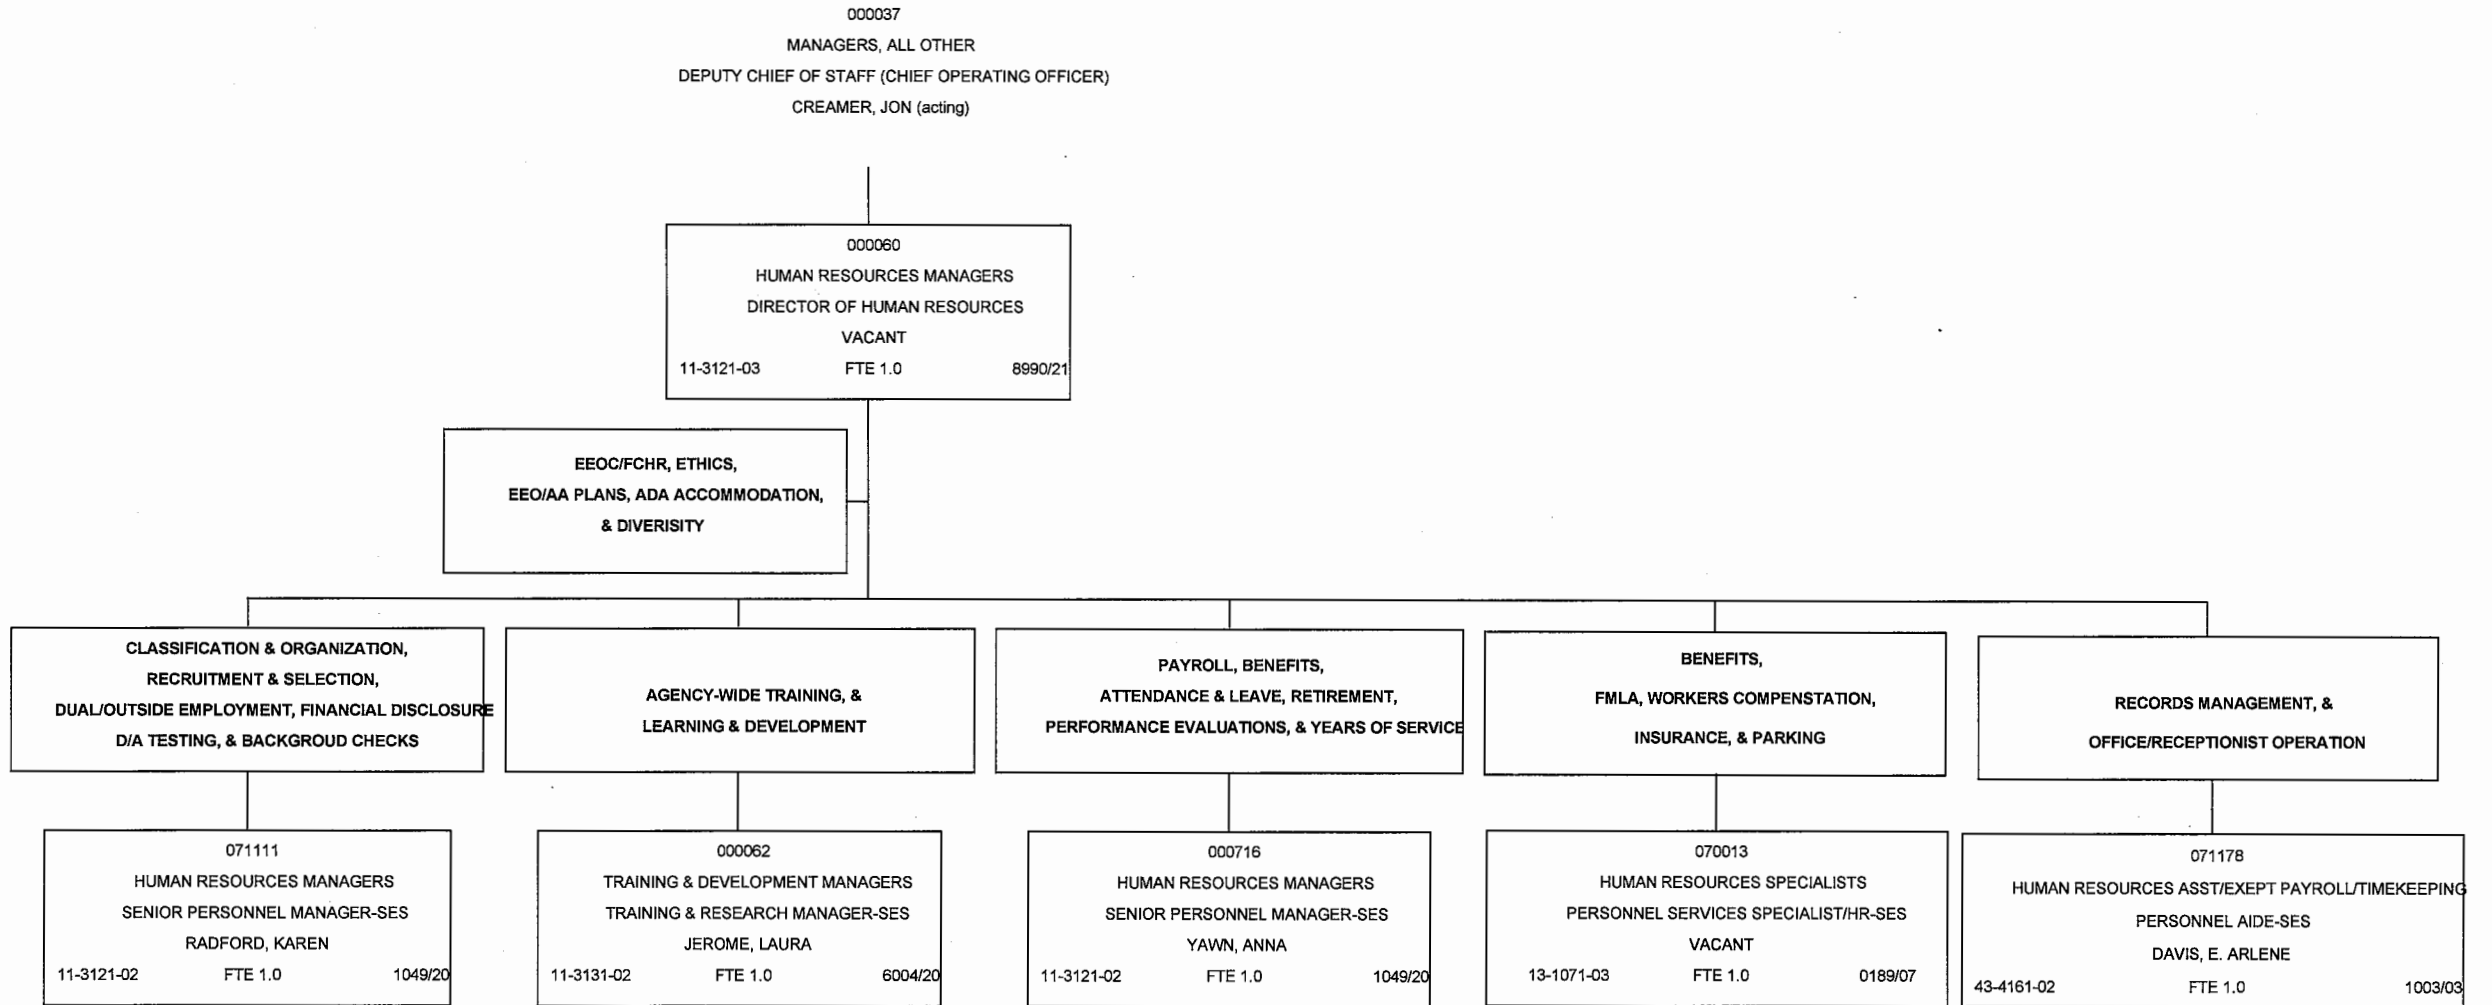 000037
MANAGERS, ALL OTHER
DEPUTY CHIEF OF STAFF (CHIEF OPERATING OFFICER)
CREAMER, JON (acting)
000060
HUMAN RESOURCES MANAGERS
DIRECTOR OF HUMAN RESOURCES
VACANT
11-3121-03 FTE 1.0 8990/21
EEOC/FCHR, ETHICS,
EEO/AA PLANS, ADA ACCOMMODATION,
& DIVERISITY
CLASSIFICATION & ORGANIZATION,
RECRUITMENT & SELECTION,
DUAL/OUTSIDE EMPLOYMENT, FINANCIAL DISCLOSURE
D/A TESTING, & BACKGROUD CHECKS
AGENCY-WIDE TRAINING, &
LEARNING & DEVELOPMENT
PAYROLL, BENEFITS,
ATTENDANCE & LEAVE, RETIREMENT,
PERFORMANCE EVALUATIONS, & YEARS OF SERVICE
BENEFITS,
FMLA, WORKERS COMPENSTATION,
INSURANCE, & PARKING
RECORDS MANAGEMENT, &
OFFICE/RECEPTIONIST OPERATION
071111
HUMAN RESOURCES MANAGERS
SENIOR PERSONNEL MANAGER-SES
RADFORD, KAREN
11-3121-02 FTE 1.0 1049/20
000062
TRAINING & DEVELOPMENT MANAGERS
TRAINING & RESEARCH MANAGER-SES
JEROME, LAURA
11-3131-02 FTE 1.0 6004/20
000716
HUMAN RESOURCES MANAGERS
SENIOR PERSONNEL MANAGER-SES
YAWN, ANNA
11-3121-02 FTE 1.0 1049/20
070013
HUMAN RESOURCES SPECIALISTS
PERSONNEL SERVICES SPECIALIST/HR-SES
VACANT
13-1071-03 FTE 1.0 0189/07
071178
HUMAN RESOURCES ASST/EXEPT PAYROLL/TIMEKEEPING
PERSONNEL AIDE-SES
DAVIS, E. ARLENE
43-4161-02 FTE 1.0 1003/03